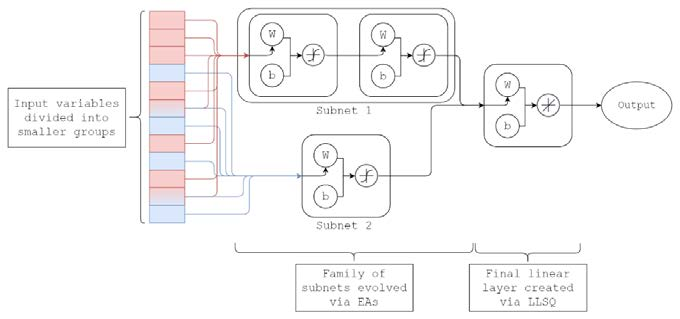 Input variables
divided into
smaller groups
W
b
W
b
Subnet 1
W
b
Subnet 2
W
b
Output
Family of
subnets evolved
via EAs
Final linear
layer created
via LLSQ